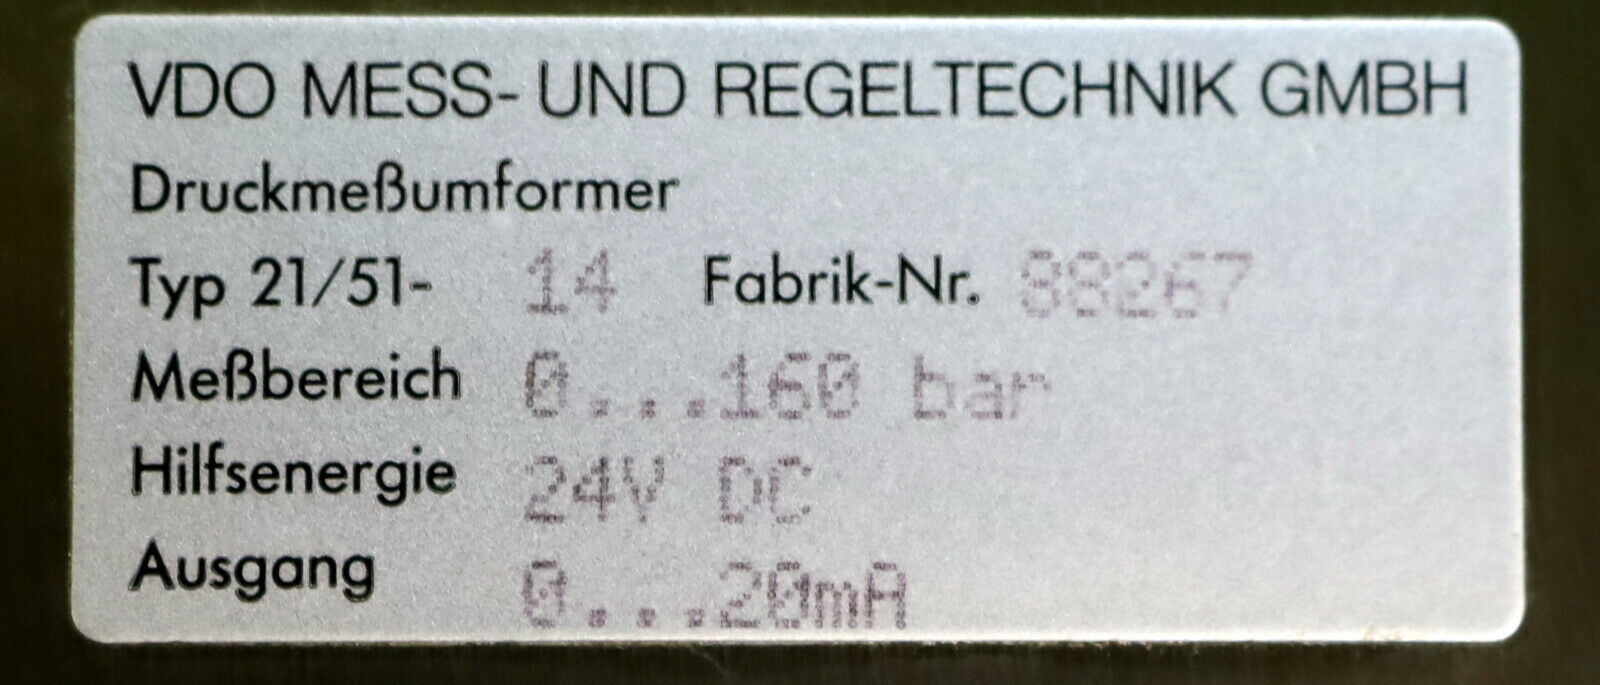 VDO MESS- UND REGELTECHNIK GMBH
Druckmeßumformer
Typ 21/51- 14 Fabrik-Nr. 88267
Meßbereich 0...160 bar
Hilfsenergie 24V DC
Ausgang 0...20mA